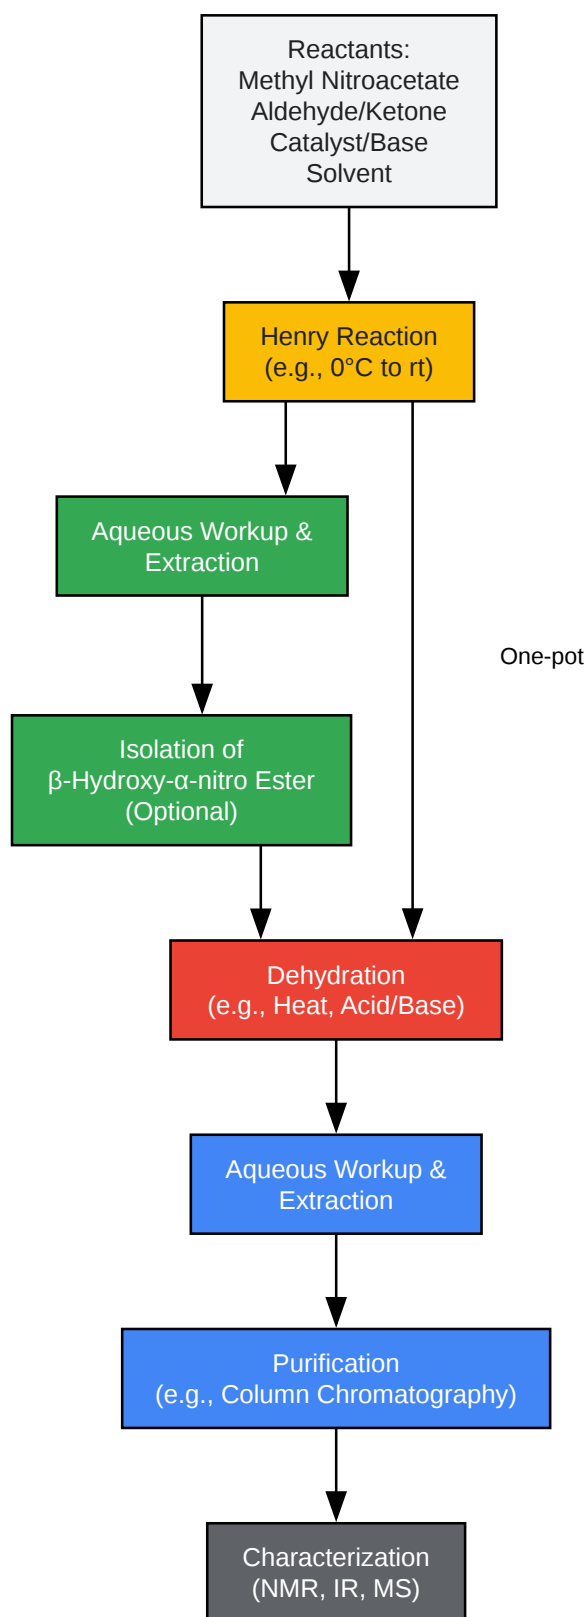 Reactants:
Methyl Nitroacetate
Aldehyde/Ketone
Catalyst/Base
Solvent
Henry Reaction
(e.g., 0°C to rt)
Aqueous Workup &
Extraction
One-pot
Isolation of
β-Hydroxy-α-nitro Ester
(Optional)
Dehydration
(e.g., Heat, Acid/Base)
Aqueous Workup &
Extraction
Purification
(e.g., Column Chromatography)
Characterization
(NMR, IR, MS)